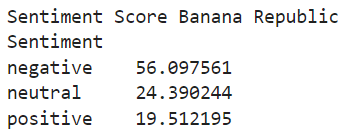 Sentiment Score Banana Republic
Sentiment
negative    56.097561
neutral     24.390244
positive    19.512195